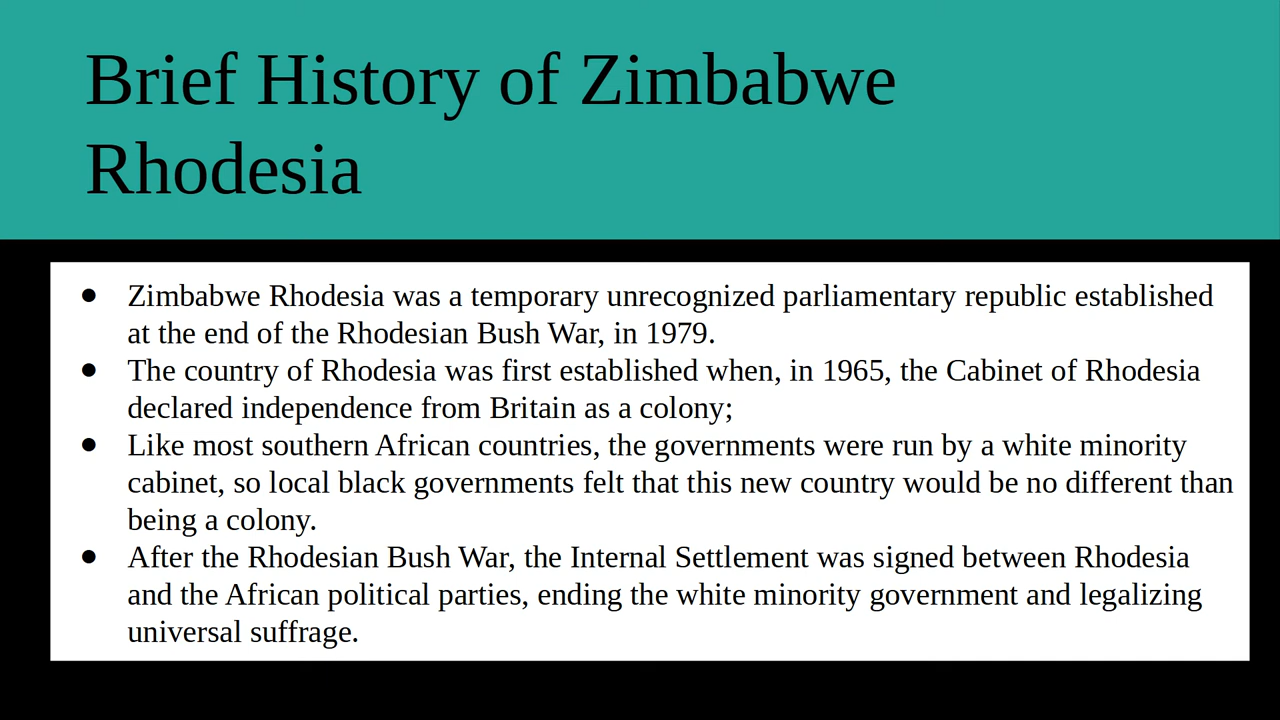 Brief History of Zimbabwe
Rhodesia
● Zimbabwe Rhodesia was a temporary unrecognized parliamentary republic established
at the end of the Rhodesian Bush War, in 1979.
● The country of Rhodesia was first established when, in 1965, the Cabinet of Rhodesia
declared independence from Britain as a colony;
● Like most southern African countries, the governments were run by a white minority
cabinet, so local black governments felt that this new country would be no different than
being a colony.
● After the Rhodesian Bush War, the Internal Settlement was signed between Rhodesia
and the African political parties, ending the white minority government and legalizing
universal suffrage.